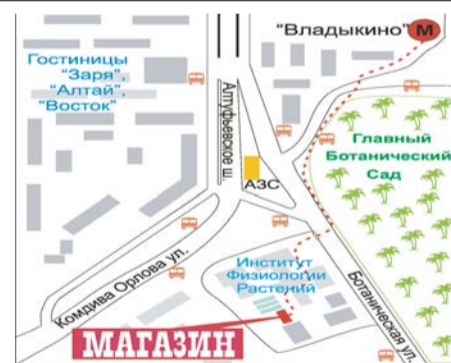 "Владыкино" М
Гостиницы
"Заря",
"Алтай",
"Восток"
Алтуфьевское ш.
АЗС
Главный
Ботанический
Сад
Комдива Орлова ул.
Институт
Физиологии
Растений
Ботаническая ул.
МАГАЗИН